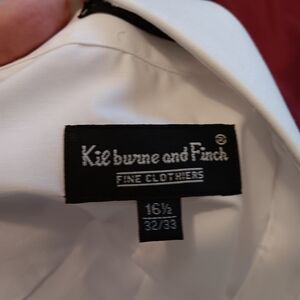 Kilburne and Finch ®
FINE CLOTHIERS
16½
32/33